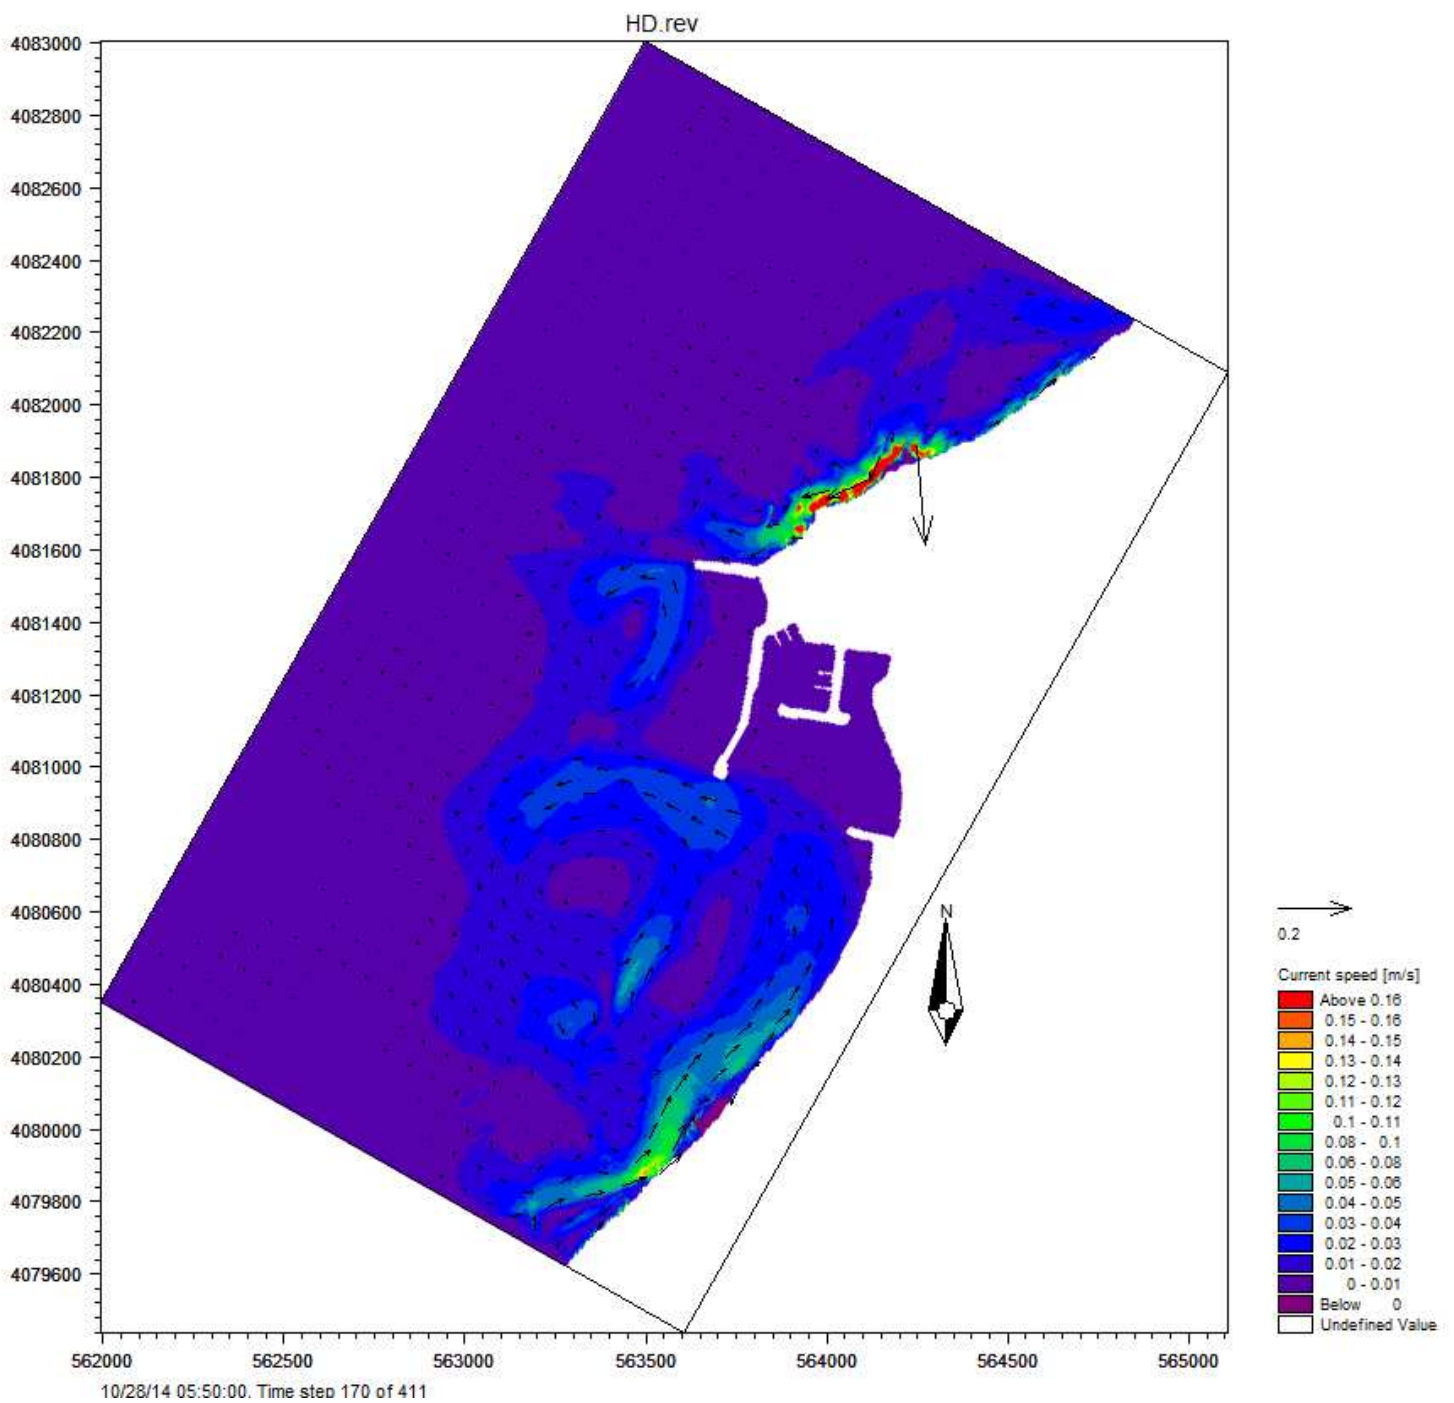 HD.rev
4083000
4082800
4082600
4082400
4082200
4082000
4081800
4081600
4081400
4081200
4081000
4080800
4080600
4080400
4080200
4080000
4079800
4079600
562000 562500 563000 563500 564000 564500 565000
10/28/14 05:50:00, Time step 170 of 411
N
0.2
Current speed [m/s]
Above 0.16
0.15 - 0.16
0.14 - 0.15
0.13 - 0.14
0.12 - 0.13
0.11 - 0.12
0.1 - 0.11
0.08 - 0.1
0.06 - 0.08
0.05 - 0.06
0.04 - 0.05
0.03 - 0.04
0.02 - 0.03
0.01 - 0.02
0 - 0.01
Below 0
Undefined Value